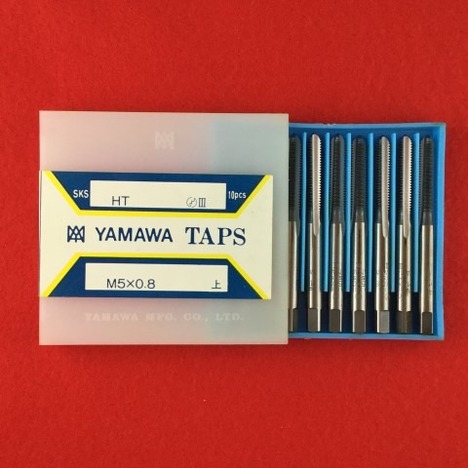 SKS HT Ⓘ Ⅲ 10pcs
YAMAWA TAPS
M5×0.8 上
YAMAWA MFG. CO., LTD.